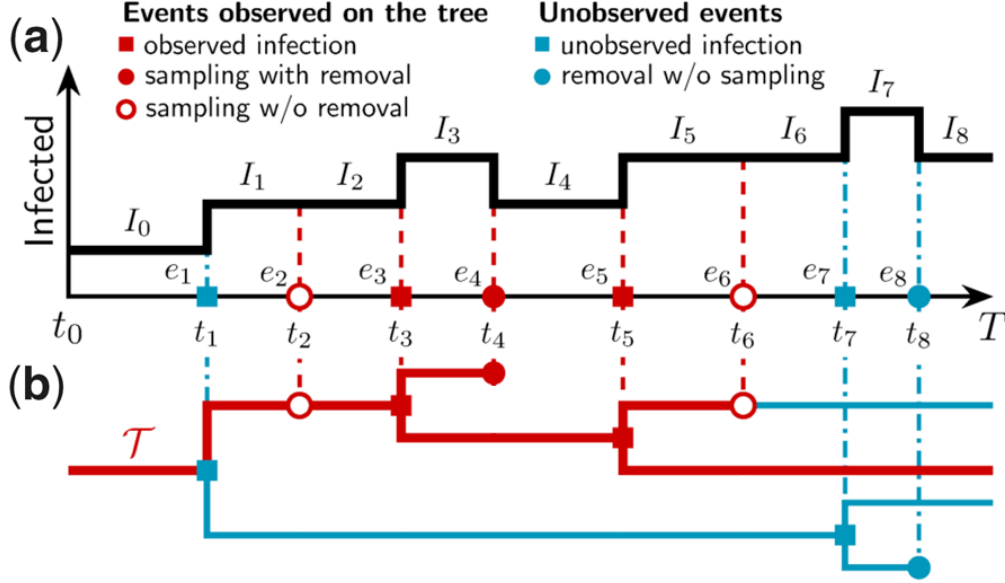 (a)
Events observed on the tree
observed infection
sampling with removal
sampling w/o removal
Unobserved events
unobserved infection
removal w/o sampling
Infected
I₀ I₁ I₂ I₃ I₄ I₅ I₆ I₇ I₈
e₁ e₂ e₃ e₄ e₅ e₆ e₇ e₈
t₀ t₁ t₂ t₃ t₄ t₅ t₆ t₇ t₈ T
(b)
𝒯